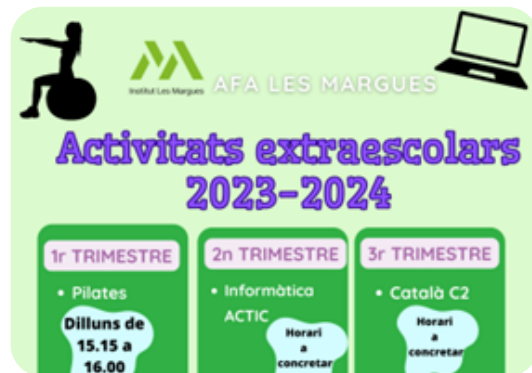 Institut Les Margues
AFA LES MARGUES
Activitats extraescolars
2023-2024
1r TRIMESTRE
• Pilates
Dilluns de
15.15 a
16.00
2n TRIMESTRE
• Informàtica
ACTIC
Horari
a
concretar
3r TRIMESTRE
• Català C2
Horari
a
concretar